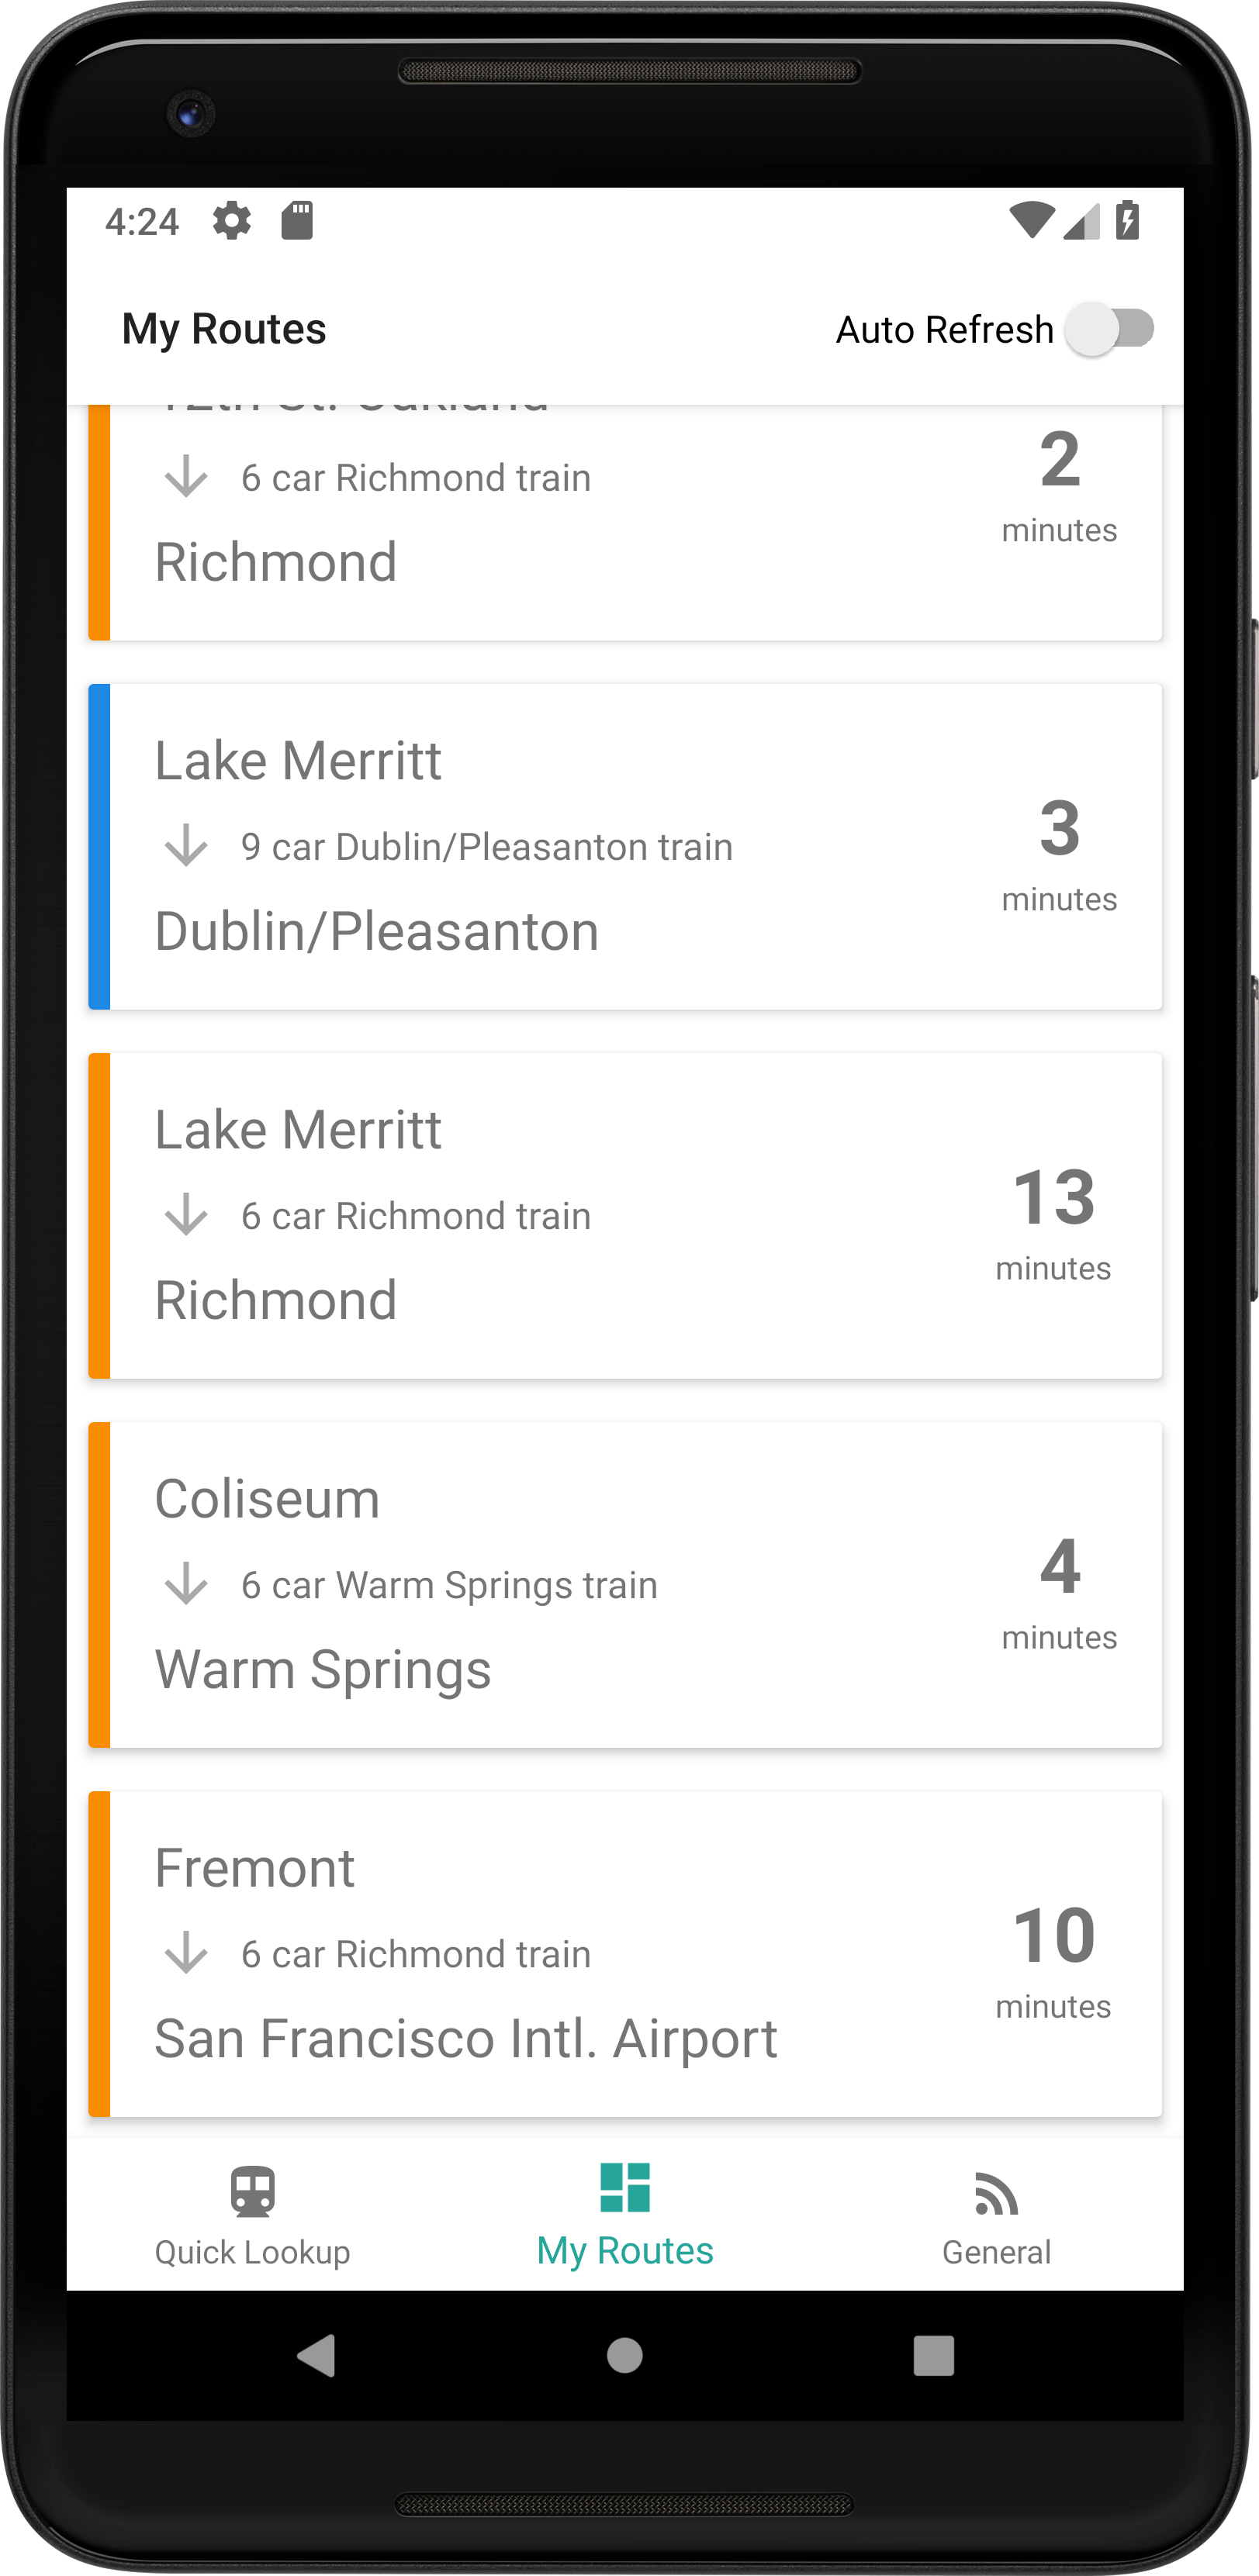 4:24
My Routes
Auto Refresh
12th St. Oakland
6 car Richmond train
2
minutes
Richmond
Lake Merritt
9 car Dublin/Pleasanton train
3
minutes
Dublin/Pleasanton
Lake Merritt
6 car Richmond train
13
minutes
Richmond
Coliseum
6 car Warm Springs train
4
minutes
Warm Springs
Fremont
6 car Richmond train
10
minutes
San Francisco Intl. Airport
Quick Lookup
My Routes
General